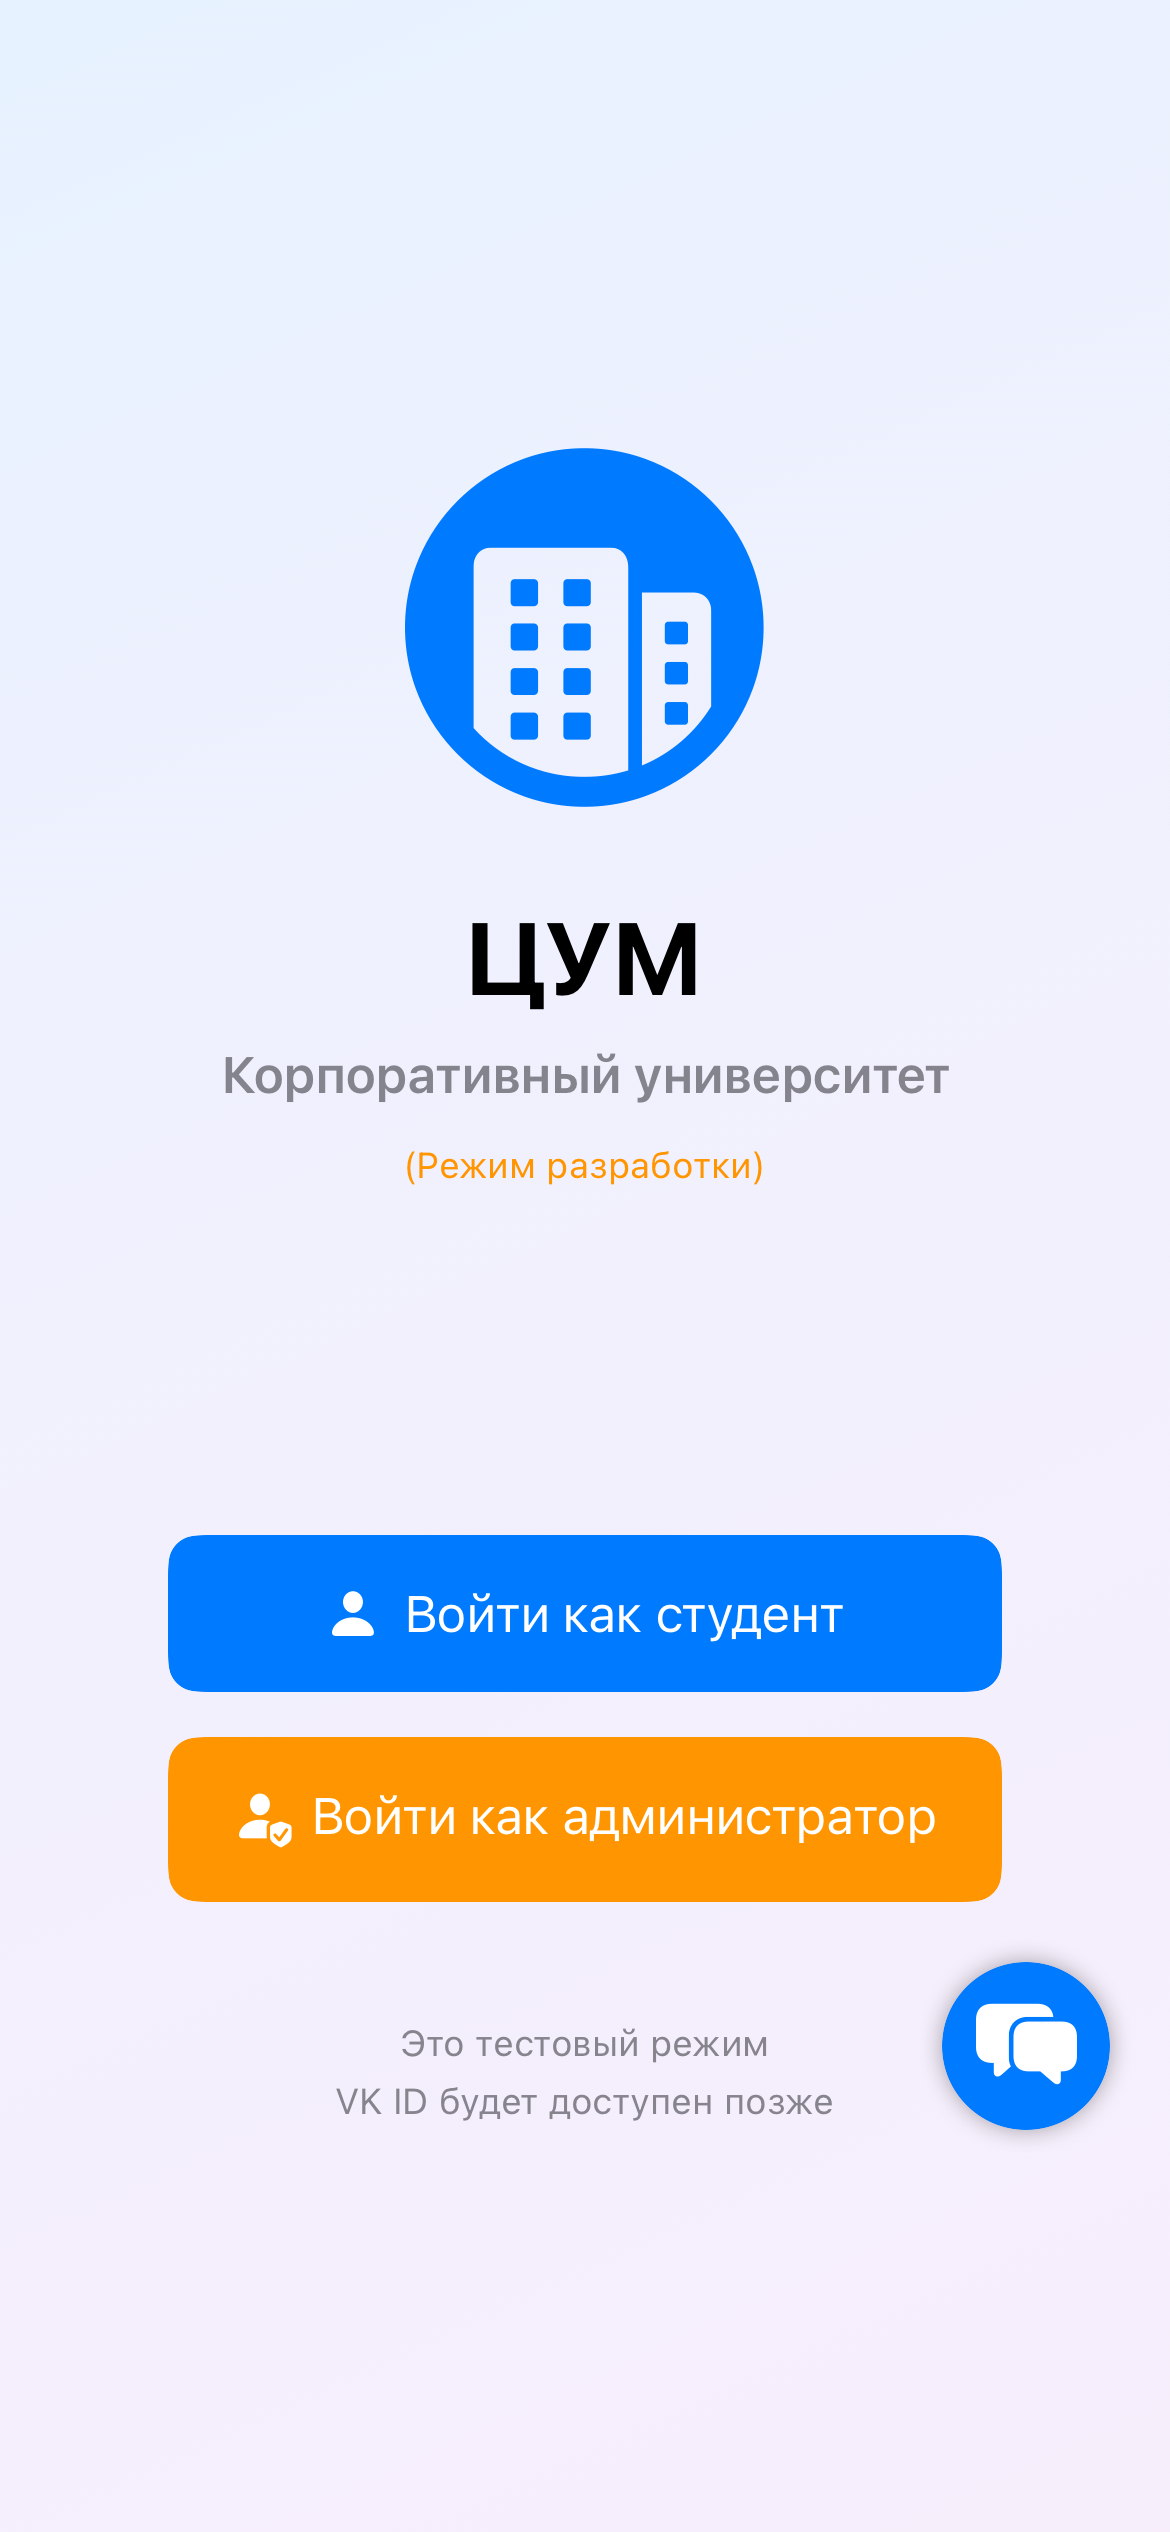 ЦУМ
Корпоративный университет
(Режим разработки)
Войти как студент
Войти как администратор
Это тестовый режим
VK ID будет доступен позже